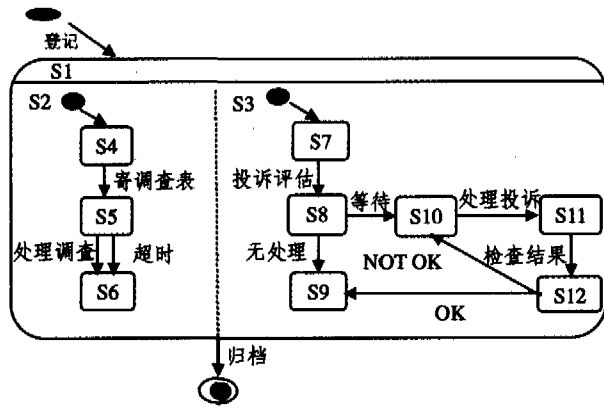 登记
S1
S2
S3
S4
S7
寄调查表
投诉评估
等待
处理投诉
S5
S8
S10
S11
处理调查
超时
无处理
NOT OK
检查结果
S6
S9
S12
OK
归档